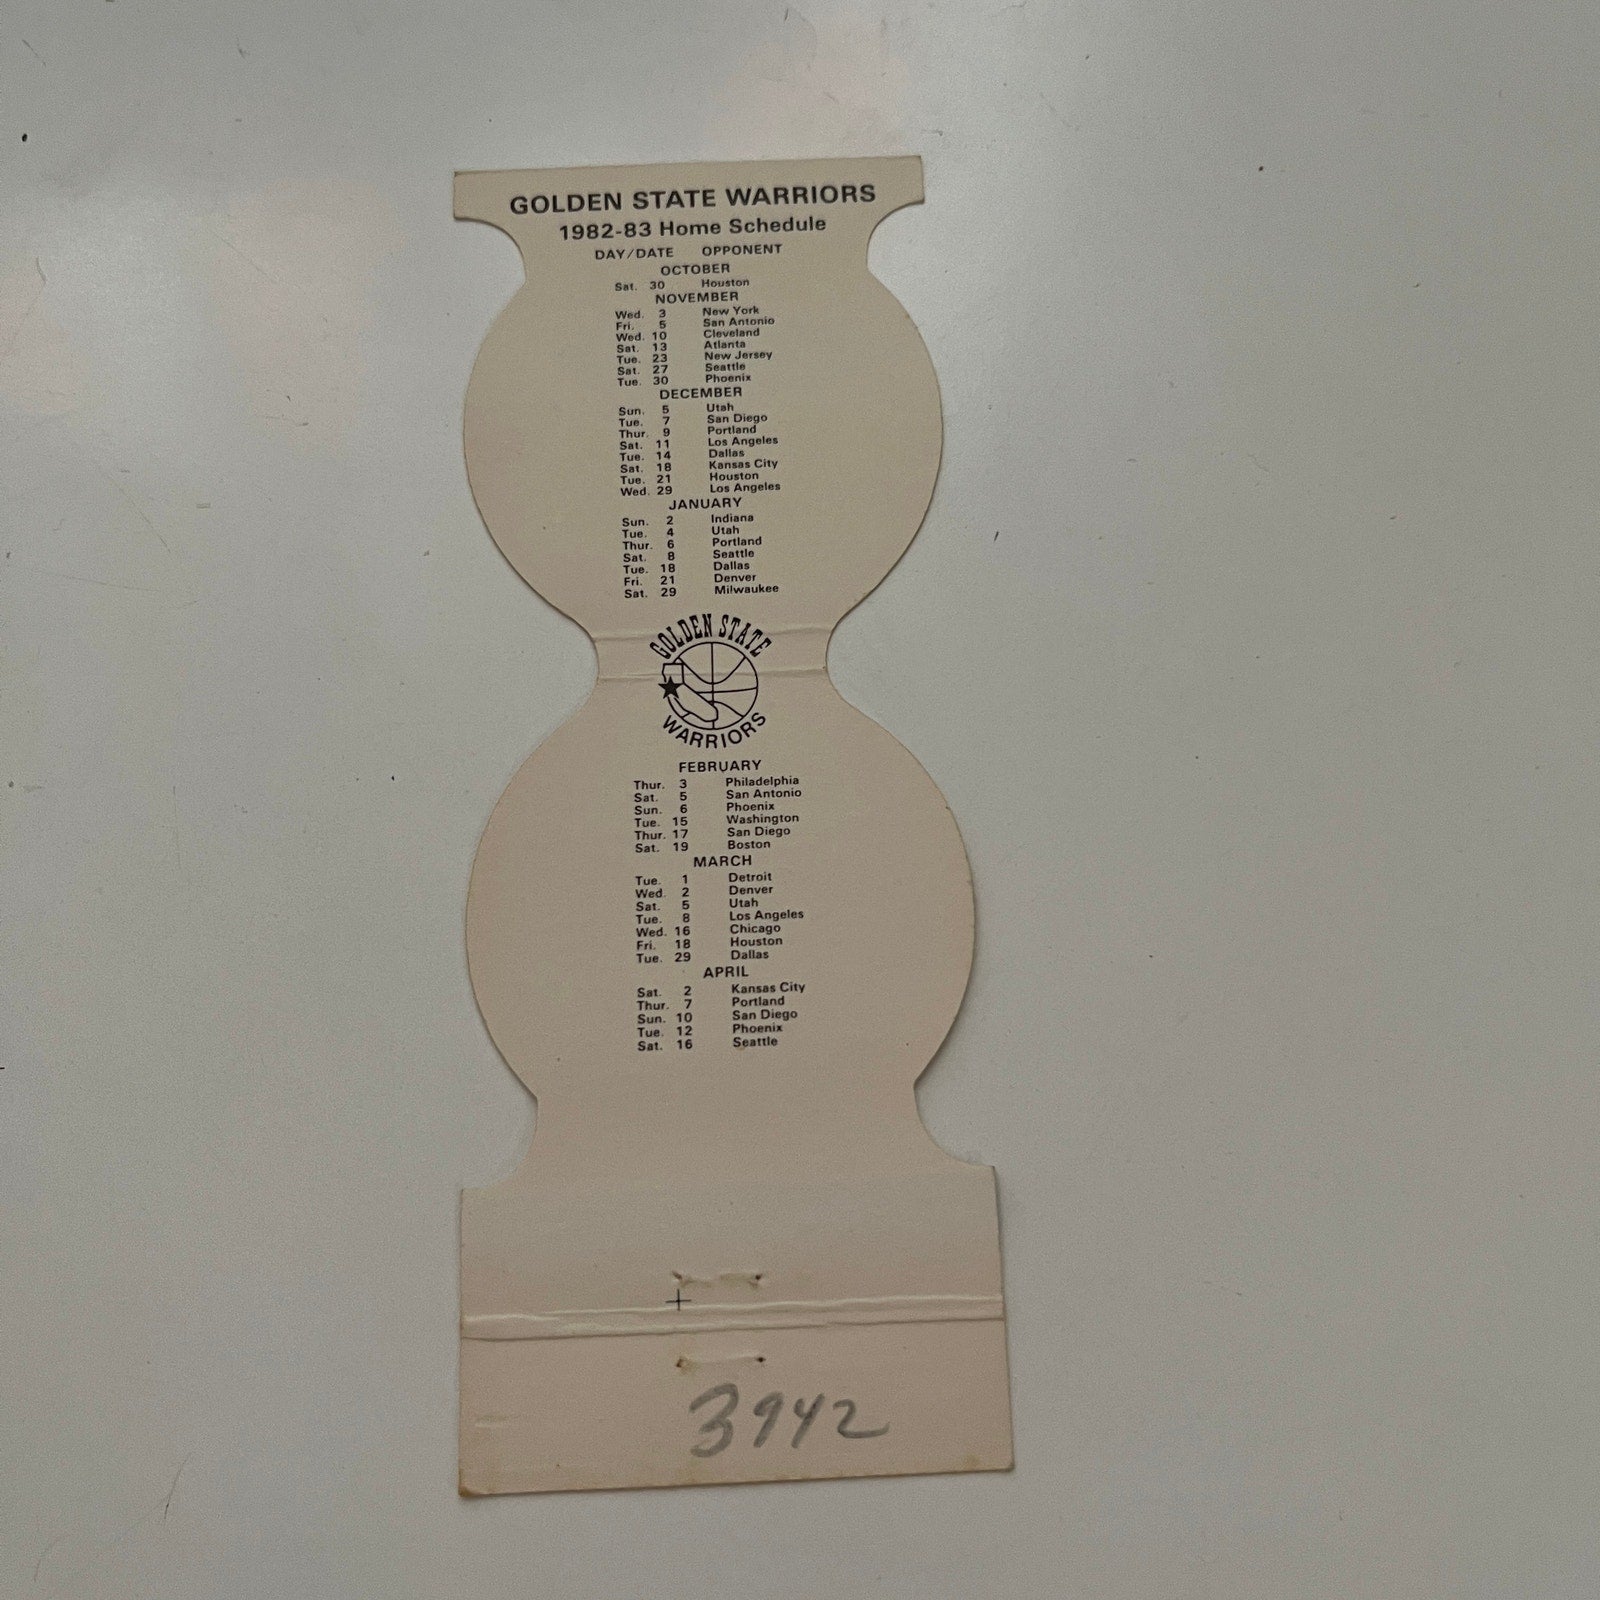 GOLDEN STATE WARRIORS
1982-83 Home Schedule
DAY/DATE OPPONENT
OCTOBER
Sat. 30 Houston
NOVEMBER
Wed. 3 New York
Fri. 5 San Antonio
Wed. 10 Cleveland
Sat. 13 Atlanta
Tue. 23 New Jersey
Sat. 27 Seattle
Tue. 30 Phoenix
DECEMBER
Sun. 5 Utah
Tue. 7 San Diego
Thur. 9 Portland
Sat. 11 Los Angeles
Tue. 14 Dallas
Sat. 18 Kansas City
Tue. 21 Houston
Wed. 29 Los Angeles
JANUARY
Sun. 2 Indiana
Tue. 4 Utah
Thur. 6 Portland
Sat. 8 Seattle
Tue. 18 Dallas
Fri. 21 Denver
Sat. 29 Milwaukee
GOLDEN STATE
WARRIORS
FEBRUARY
Thur. 3 Philadelphia
Sat. 5 San Antonio
Sun. 6 Phoenix
Tue. 15 Washington
Thur. 17 San Diego
Sat. 19 Boston
MARCH
Tue. 1 Detroit
Wed. 2 Denver
Sat. 5 Utah
Tue. 8 Los Angeles
Wed. 16 Chicago
Fri. 18 Houston
Tue. 29 Dallas
APRIL
Sat. 2 Kansas City
Thur. 7 Portland
Sun. 10 San Diego
Tue. 12 Phoenix
Sat. 16 Seattle
3942